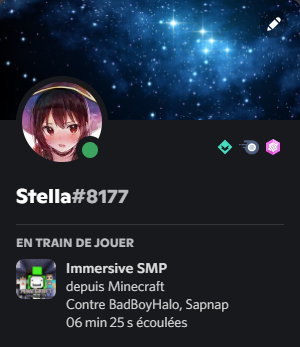 Stella#8177
EN TRAIN DE JOUER
Immersive SMP
depuis Minecraft
Contre BadBoyHalo, Sapnap
06 min 25 s écoulées